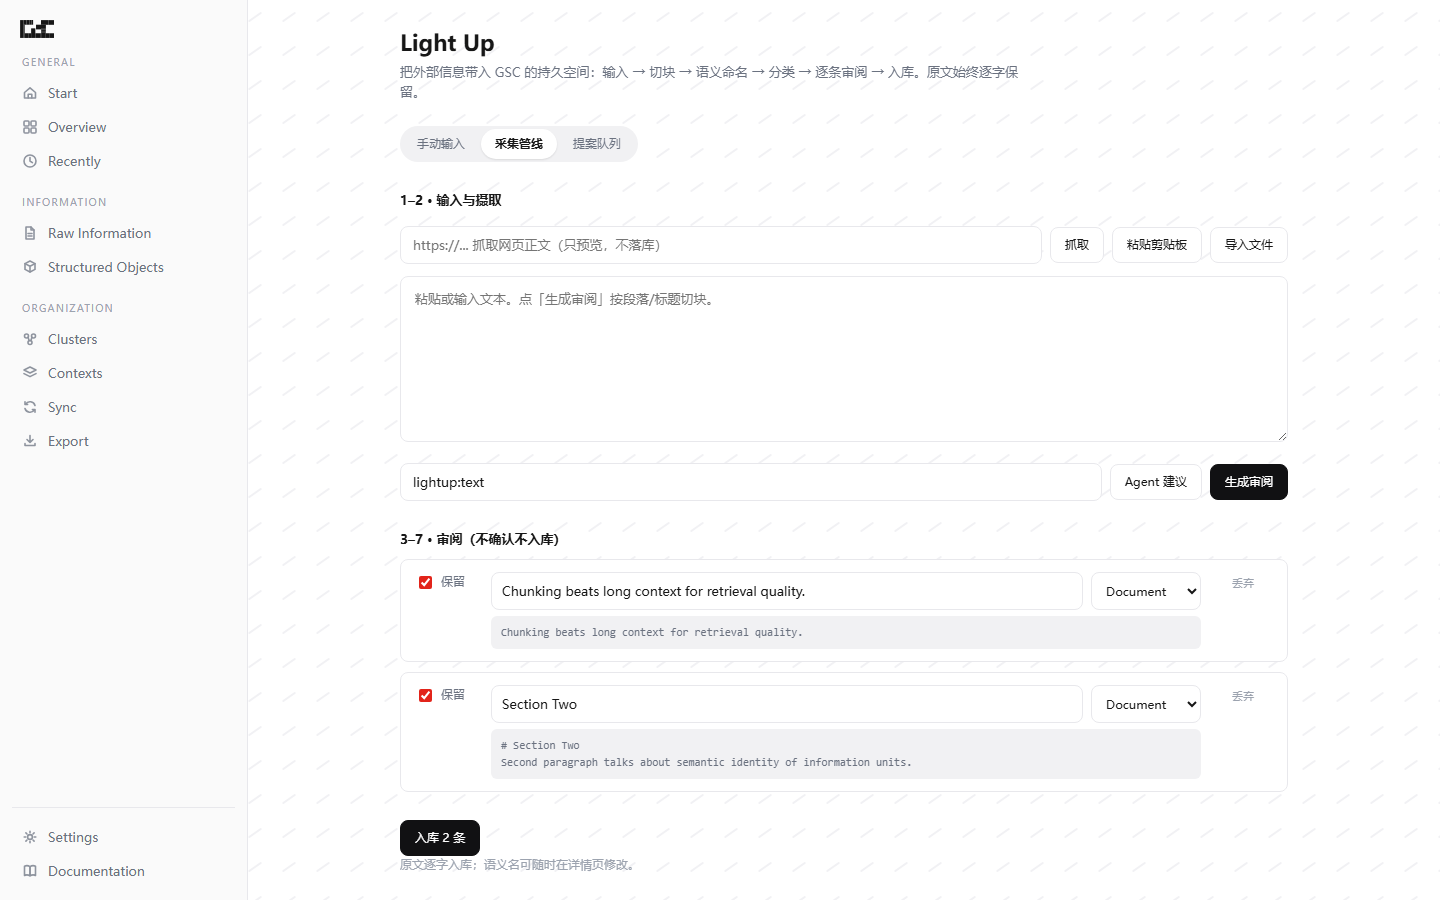 GSC
GENERAL
Start
Overview
Recently
INFORMATION
Raw Information
Structured Objects
ORGANIZATION
Clusters
Contexts
Sync
Export
Settings
Documentation
Light Up
把外部信息带入 GSC 的持久空间：输入 → 切块 → 语义命名 → 分类 → 逐条审阅 → 入库。原文始终逐字保
留。
手动输入 采集管线 提案队列
1–2 • 输入与摄取
https://... 抓取网页正文（只预览，不落库） 抓取 粘贴剪贴板 导入文件
粘贴或输入文本。点「生成审阅」按段落/标题切块。
lightup:text Agent 建议 生成审阅
3–7 • 审阅（不确认不入库）
保留 Chunking beats long context for retrieval quality. Document 丢弃
Chunking beats long context for retrieval quality.
保留 Section Two Document 丢弃
# Section Two
Second paragraph talks about semantic identity of information units.
入库 2 条
原文逐字入库；语义名可随时在详情页修改。